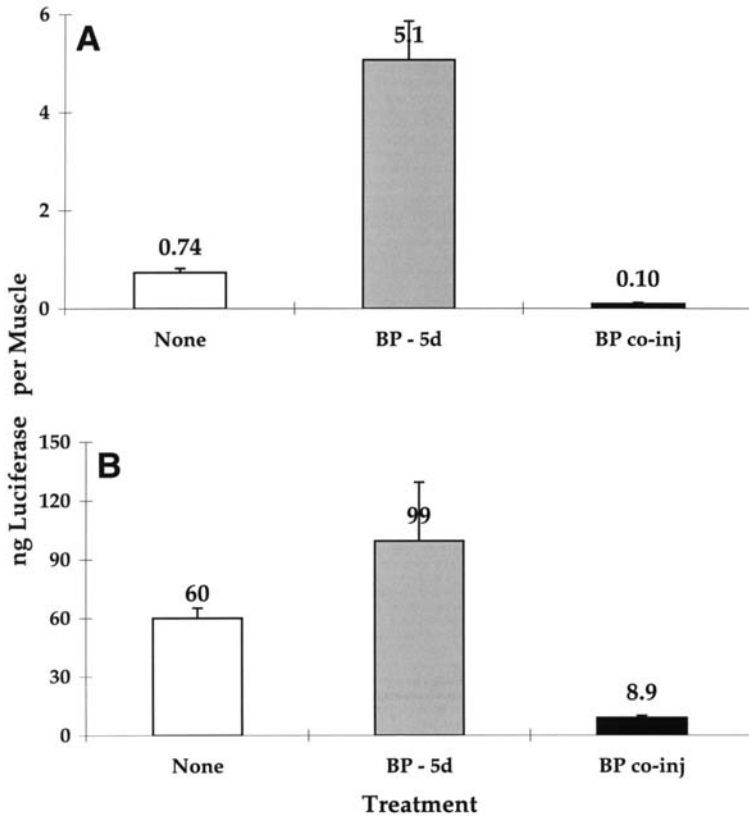 A
6
4
2
0
0.74
5.1
0.10
None BP - 5d BP co-inj
ng Luciferase per Muscle
B
150
120
90
60
30
0
60
99
8.9
None BP - 5d BP co-inj
Treatment